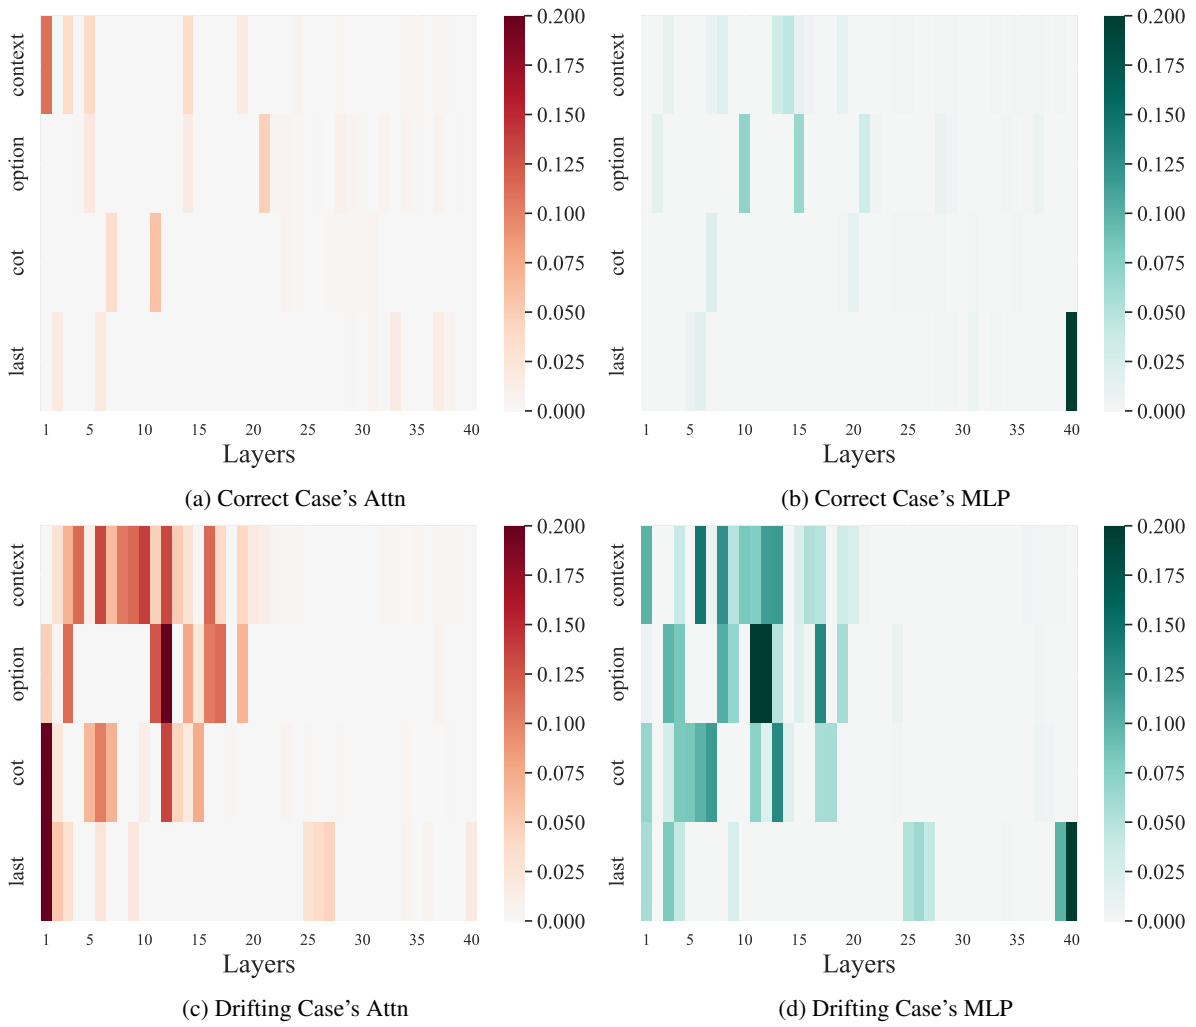 context
option
cot
last
1 5 10 15 20 25 30 35 40
Layers
0.200
0.175
0.150
0.125
0.100
0.075
0.050
0.025
0.000
(a) Correct Case's Attn
context
option
cot
last
1 5 10 15 20 25 30 35 40
Layers
0.200
0.175
0.150
0.125
0.100
0.075
0.050
0.025
0.000
(b) Correct Case's MLP
context
option
cot
last
1 5 10 15 20 25 30 35 40
Layers
0.200
0.175
0.150
0.125
0.100
0.075
0.050
0.025
0.000
(c) Drifting Case's Attn
context
option
cot
last
1 5 10 15 20 25 30 35 40
Layers
0.200
0.175
0.150
0.125
0.100
0.075
0.050
0.025
0.000
(d) Drifting Case's MLP